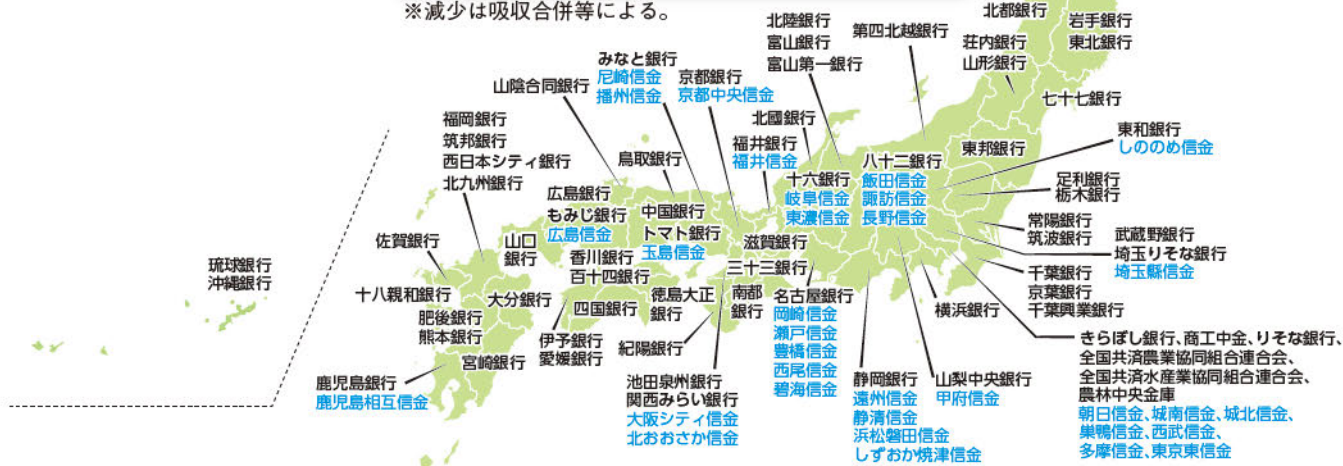 ※減少は吸収合併等による。
北都銀行
岩手銀行
東北銀行
荘内銀行
山形銀行
七十七銀行
北陸銀行
富山銀行
富山第一銀行
第四北越銀行
みなと銀行
尼崎信金
播州信金
京都銀行
京都中央信金
山陰合同銀行
北國銀行
福井銀行
福井信金
東和銀行
しののめ信金
東邦銀行
福岡銀行
筑邦銀行
西日本シティ銀行
北九州銀行
鳥取銀行
八十二銀行
飯田信金
諏訪信金
長野信金
十六銀行
岐阜信金
東濃信金
足利銀行
栃木銀行
広島銀行
もみじ銀行
広島信金
中国銀行
トマト銀行
玉島信金
滋賀銀行
常陽銀行
筑波銀行
武蔵野銀行
埼玉りそな銀行
埼玉縣信金
佐賀銀行
山口
銀行
香川銀行
百十四銀行
三十三銀行
千葉銀行
京葉銀行
千葉興業銀行
琉球銀行
沖縄銀行
十八親和銀行
大分銀行
四国銀行
徳島大正
銀行
南都
銀行
名古屋銀行
岡崎信金
瀬戸信金
豊橋信金
西尾信金
碧海信金
横浜銀行
肥後銀行
熊本銀行
伊予銀行
愛媛銀行
紀陽銀行
きらぼし銀行、商工中金、りそな銀行、
全国共済農業協同組合連合会、
全国共済水産業協同組合連合会、
農林中央金庫
朝日信金、城南信金、城北信金、
巣鴨信金、西武信金、
多摩信金、東京東信金
宮崎銀行
鹿児島銀行
鹿児島相互信金
池田泉州銀行
関西みらい銀行
大阪シティ信金
北おおさか信金
静岡銀行
遠州信金
静清信金
浜松磐田信金
しずおか焼津信金
山梨中央銀行
甲府信金